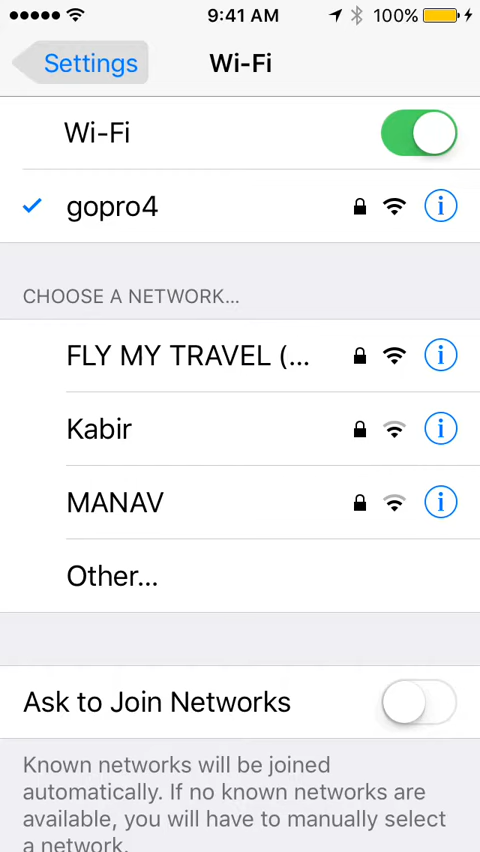 9:41 AM 100%
Settings Wi-Fi
Wi-Fi
gopro4
CHOOSE A NETWORK...
FLY MY TRAVEL (...
Kabir
MANAV
Other...
Ask to Join Networks
Known networks will be joined
automatically. If no known networks are
available, you will have to manually select
a network.